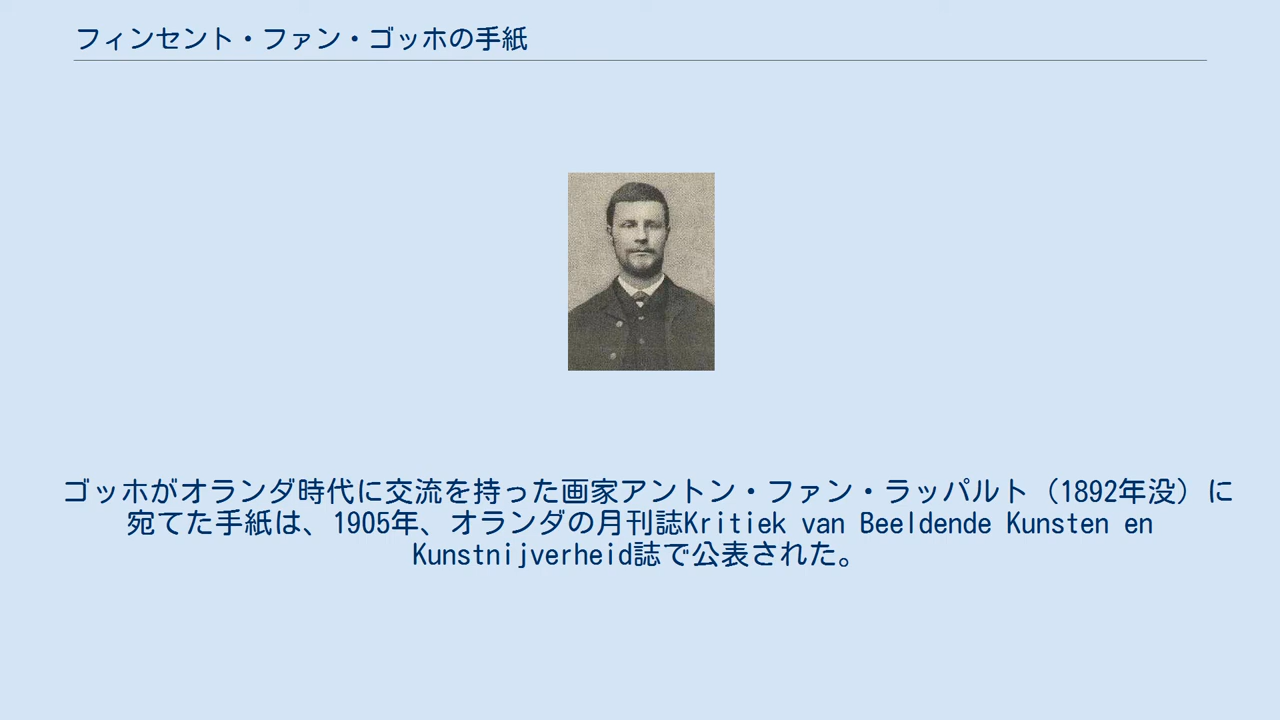 フィンセント・ファン・ゴッホの手紙
ゴッホがオランダ時代に交流を持った画家アントン・ファン・ラッパルト（1892年没）に
宛てた手紙は、1905年、オランダの月刊誌Kritiek van Beeldende Kunsten en
Kunstnijverheid誌で公表された。